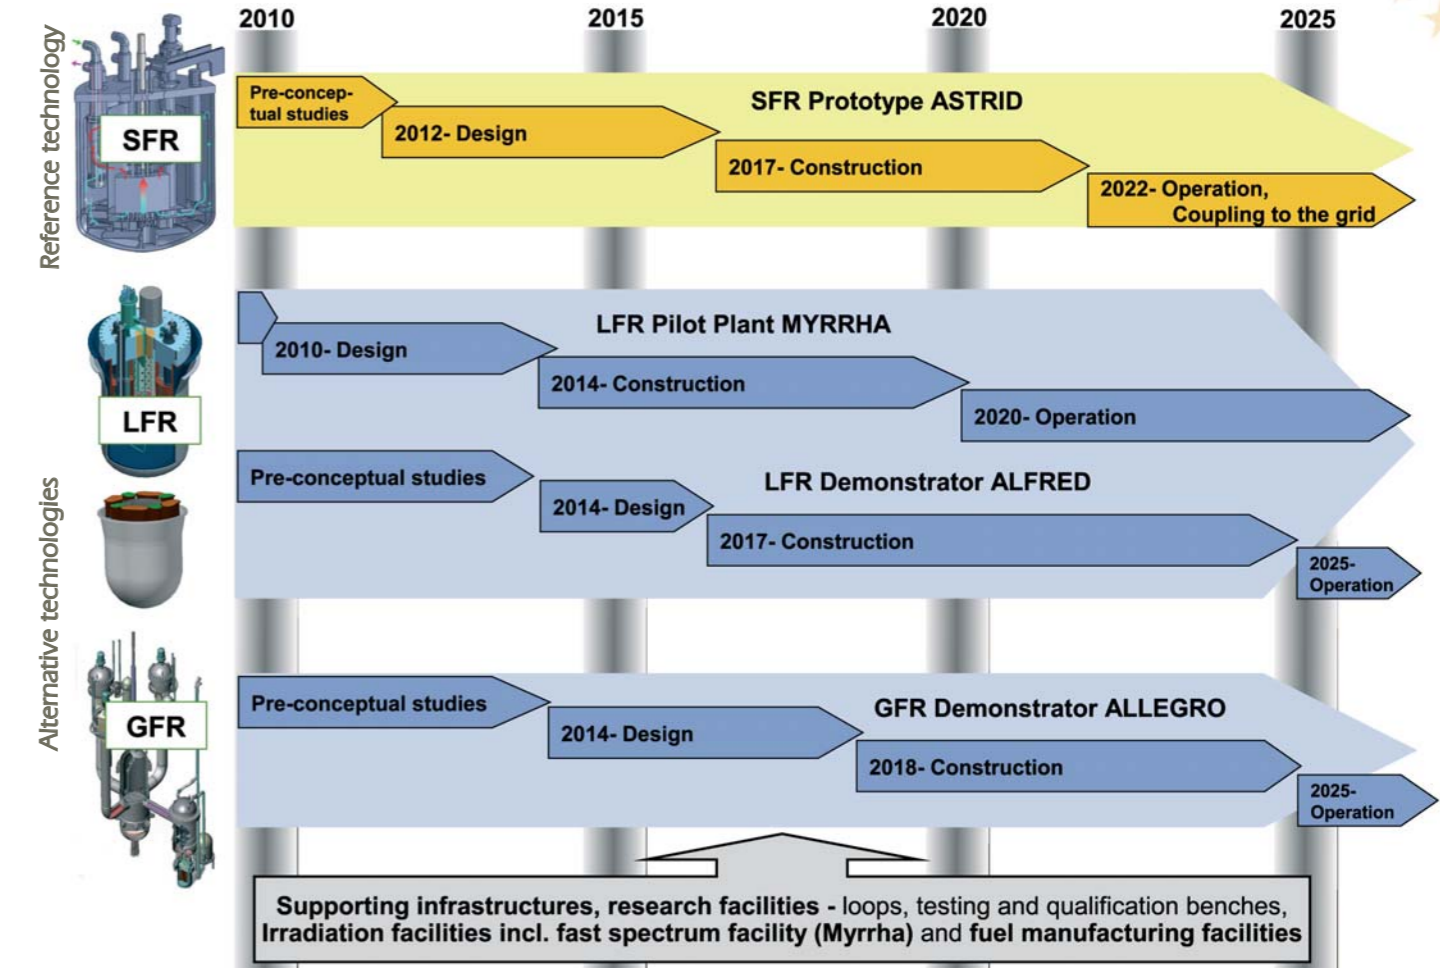 2010
2015
2020
2025
Reference technology
SFR
Pre-concep-
tual studies
SFR Prototype ASTRID
2012- Design
2017- Construction
2022- Operation,
Coupling to the grid
Alternative technologies
LFR
LFR Pilot Plant MYRRHA
2010- Design
2014- Construction
2020- Operation
Pre-conceptual studies
LFR Demonstrator ALFRED
2014- Design
2017- Construction
2025-
Operation
GFR
Pre-conceptual studies
GFR Demonstrator ALLEGRO
2014- Design
2018- Construction
2025-
Operation
Supporting infrastructures, research facilities - loops, testing and qualification benches,
Irradiation facilities incl. fast spectrum facility (Myrrha) and fuel manufacturing facilities